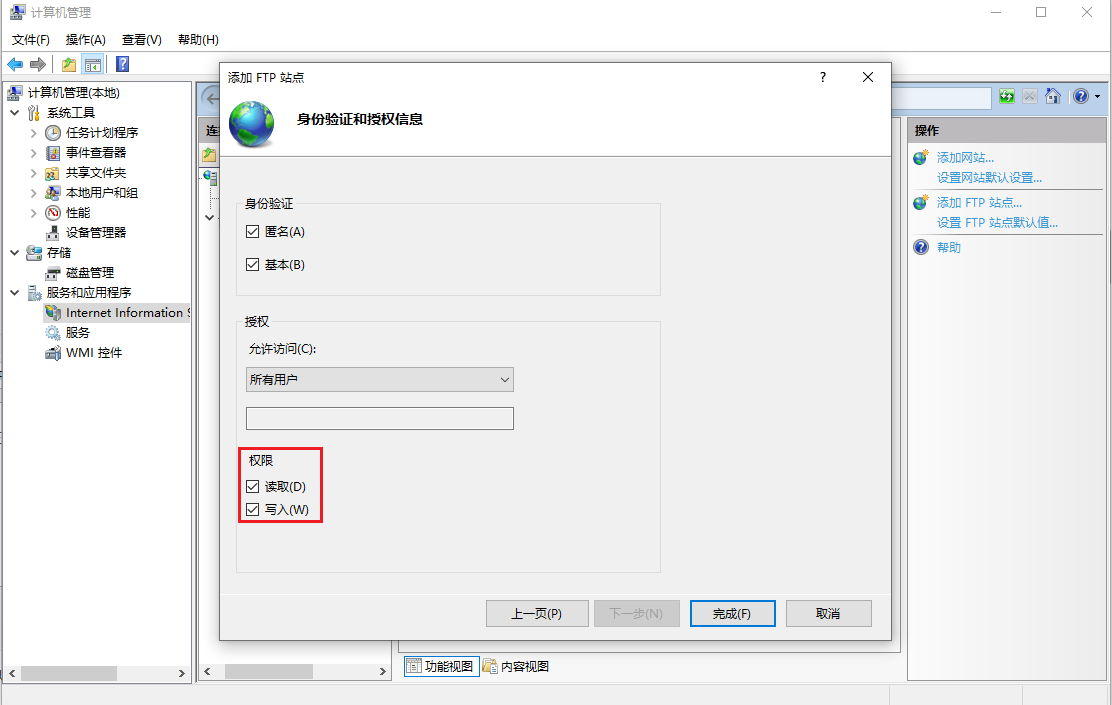 计算机管理
文件(F) 操作(A) 查看(V) 帮助(H)
计算机管理(本地)
系统工具
任务计划程序
事件查看器
共享文件夹
本地用户和组
性能
设备管理器
存储
磁盘管理
服务和应用程序
Internet Information S
服务
WMI 控件
连
添加 FTP 站点
?
身份验证和授权信息
身份验证
匿名(A)
基本(B)
授权
允许访问(C):
所有用户
权限
读取(D)
写入(W)
上一页(P) 下一步(N) 完成(F) 取消
功能视图 内容视图
操作
添加网站...
设置网站默认设置...
添加 FTP 站点...
设置 FTP 站点默认值...
帮助